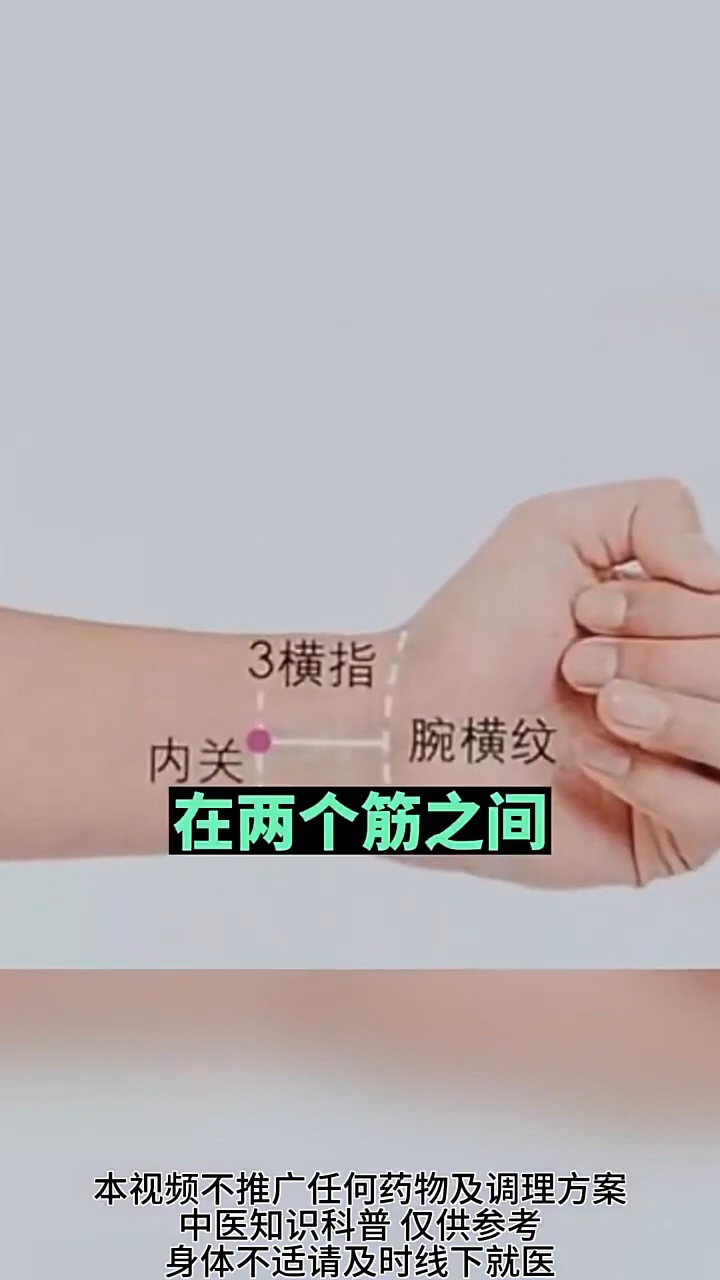 3横指
腕横纹
内关
在两个筋之间
本视频不推广任何药物及调理方案
中医知识科普 仅供参考
身体不适请及时线下就医